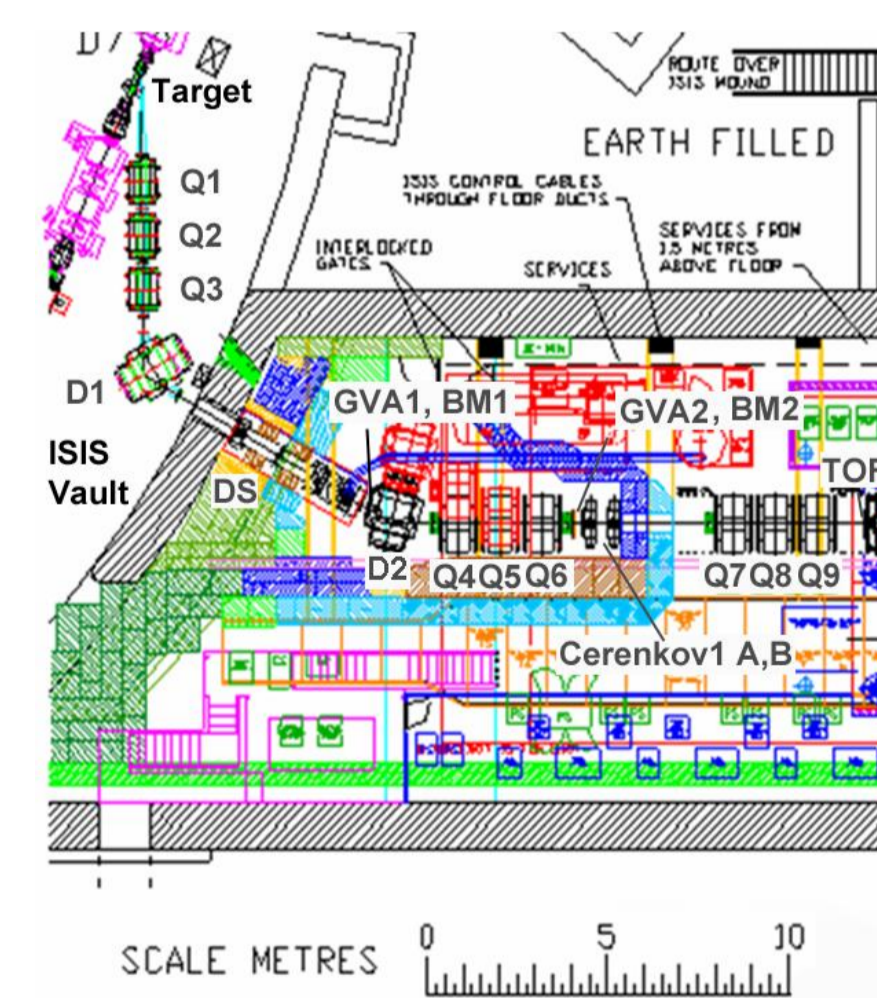 Target
ROUTE OVER
ISIS MOUND
EARTH FILLED
Q1
ISIS CONTROL CABLES
THROUGH FLOOR DUCTS
Q2
INTERLOCKED
GATES
SERVICES
SERVICES FROM
1.5 METRES
ABOVE FLOOR
Q3
D1
GVA1, BM1
GVA2, BM2
ISIS
Vault
DS
TOF
D2
Q4 Q5 Q6
Q7 Q8 Q9
Cerenkov1 A,B
SCALE METRES
0 5 10